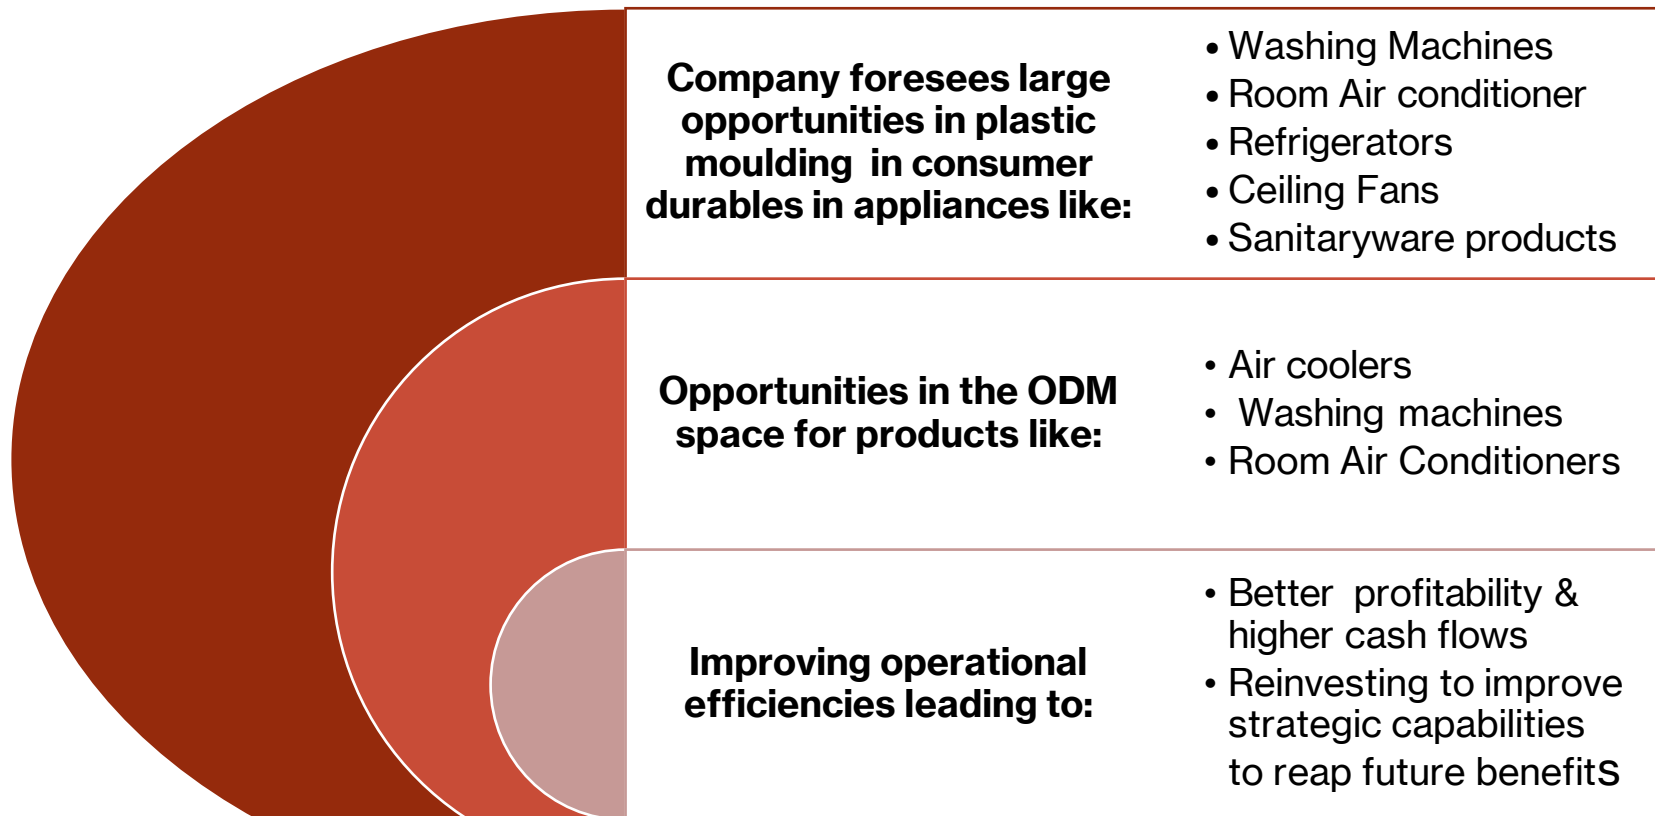 Company foresees large
opportunities in plastic
moulding  in consumer
durables in appliances like:
• Washing Machines
• Room Air conditioner
• Refrigerators
• Ceiling Fans
• Sanitaryware products
Opportunities in the ODM
space for products like:
• Air coolers
•  Washing machines
• Room Air Conditioners
Improving operational
efficiencies leading to:
• Better  profitability &
higher cash flows
• Reinvesting to improve
strategic capabilities
to reap future benefits